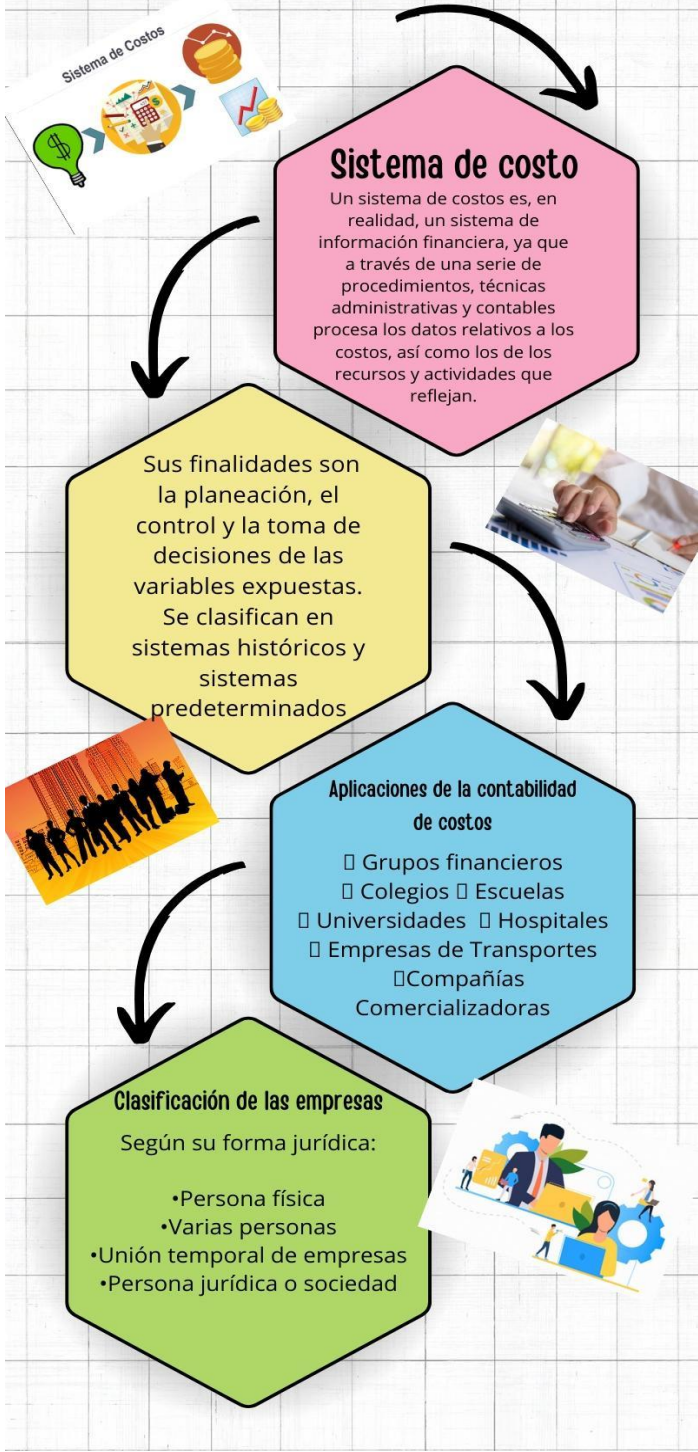 Sistema de Costos
Sistema de costo
Un sistema de costos es, en
realidad, un sistema de
información financiera, ya que
a través de una serie de
procedimientos, técnicas
administrativas y contables
procesa los datos relativos a los
costos, así como los de los
recursos y actividades que
reflejan.
Sus finalidades son
la planeación, el
control y la toma de
decisiones de las
variables expuestas.
Se clasifican en
sistemas históricos y
sistemas
predeterminados
Aplicaciones de la contabilidad
de costos
▯ Grupos financieros
▯ Colegios ▯ Escuelas
▯ Universidades ▯ Hospitales
▯ Empresas de Transportes
▯Compañías
Comercializadoras
Clasificación de las empresas
Según su forma jurídica:
•Persona física
•Varias personas
•Unión temporal de empresas
•Persona jurídica o sociedad